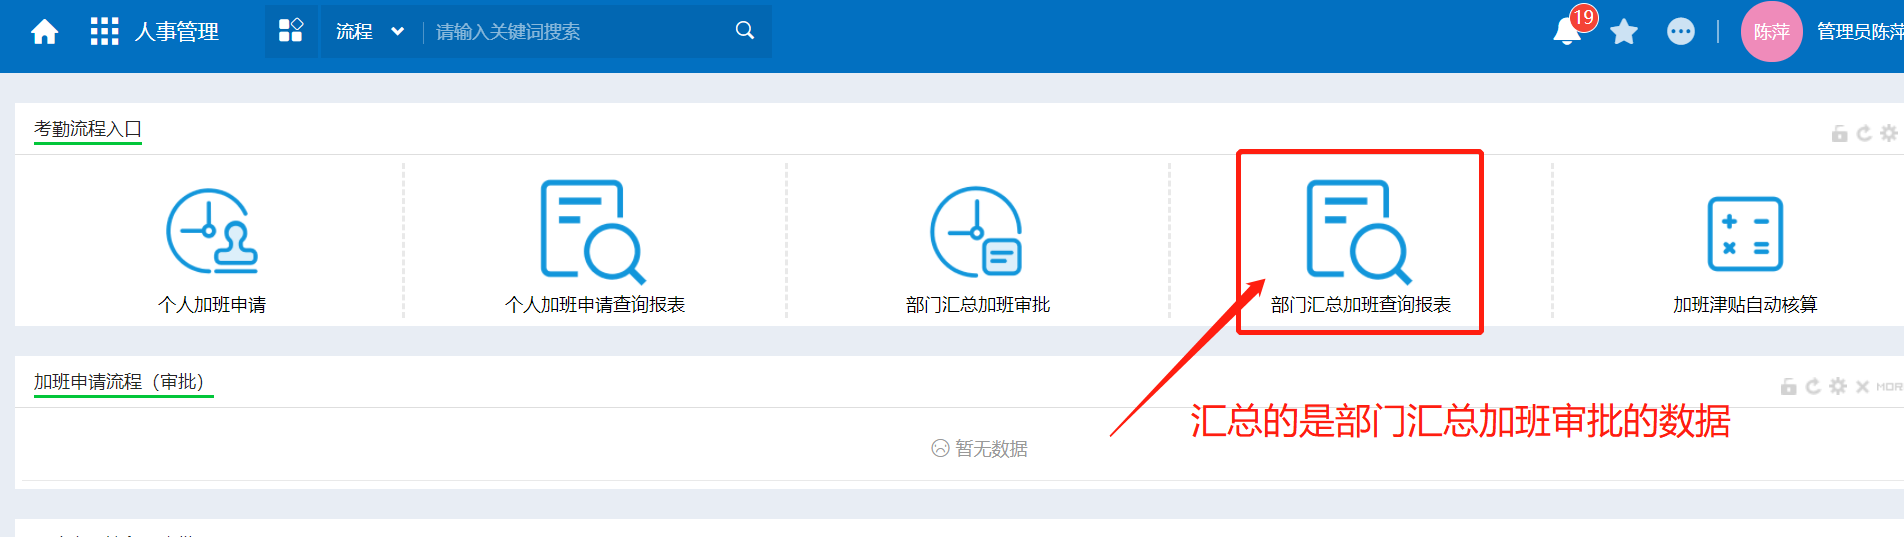 人事管理
流程
请输入关键词搜索
19
陈萍
管理员陈萍
考勤流程入口
个人加班申请
个人加班申请查询报表
部门汇总加班审批
部门汇总加班查询报表
加班津贴自动核算
加班申请流程（审批）
MOR
汇总的是部门汇总加班审批的数据
暂无数据